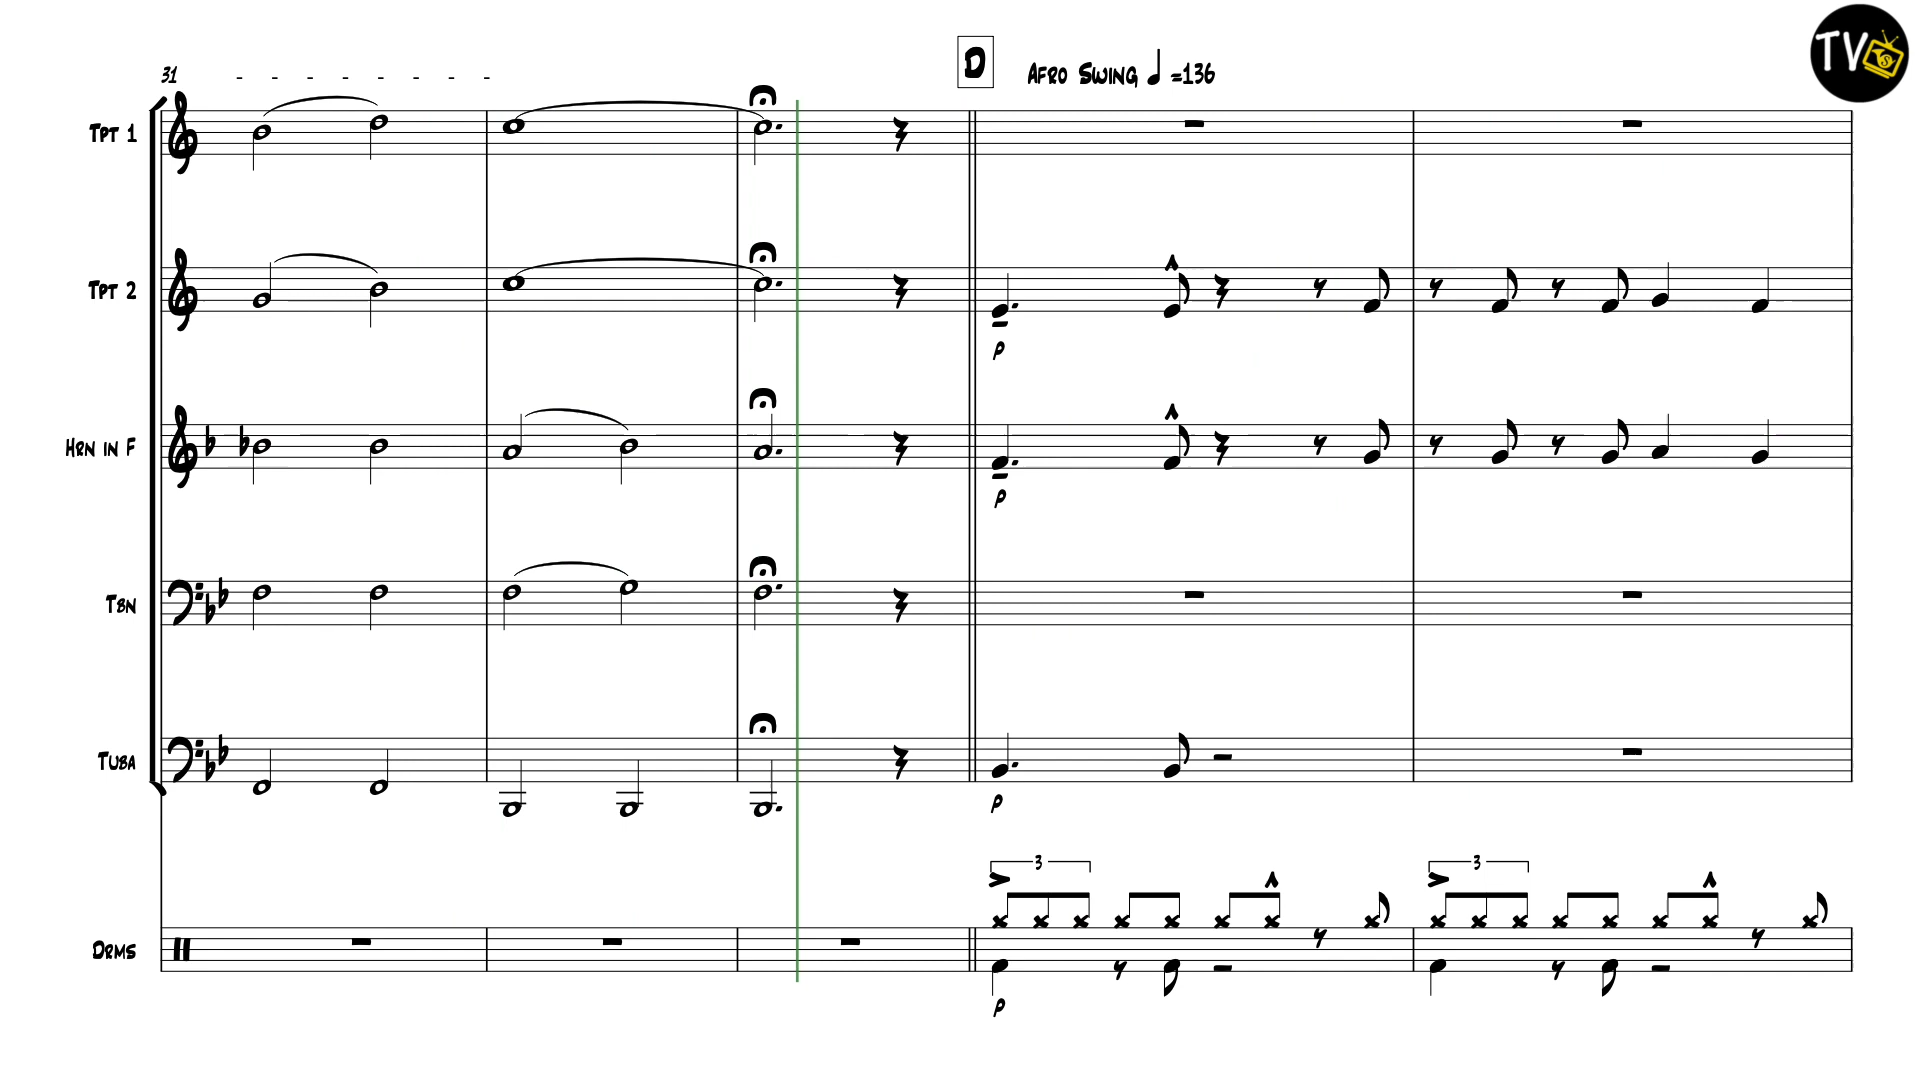 TV
D
Afro Swing =136
31
Tpt 1
Tpt 2
p
Hrn in F
p
Tbn
Tuba
p
3 3
Drms
p